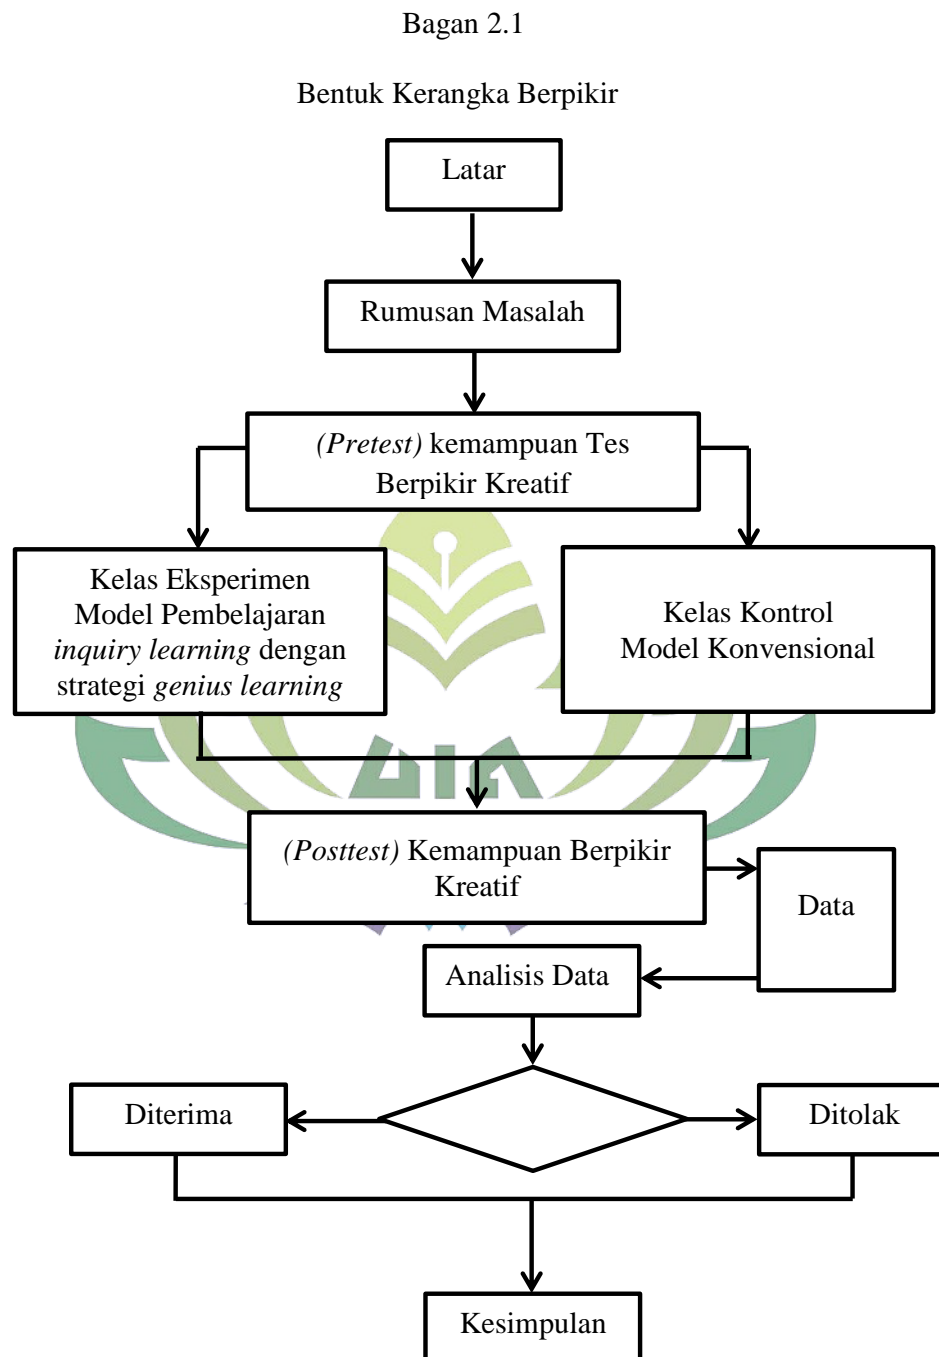 Bagan 2.1
Bentuk Kerangka Berpikir
Latar
Rumusan Masalah
(Pretest) kemampuan Tes
Berpikir Kreatif
Kelas Eksperimen
Model Pembelajaran
inquiry learning dengan
strategi genius learning
Kelas Kontrol
Model Konvensional
UIN
(Posttest) Kemampuan Berpikir
Kreatif
Data
Analisis Data
Diterima
Ditolak
Kesimpulan